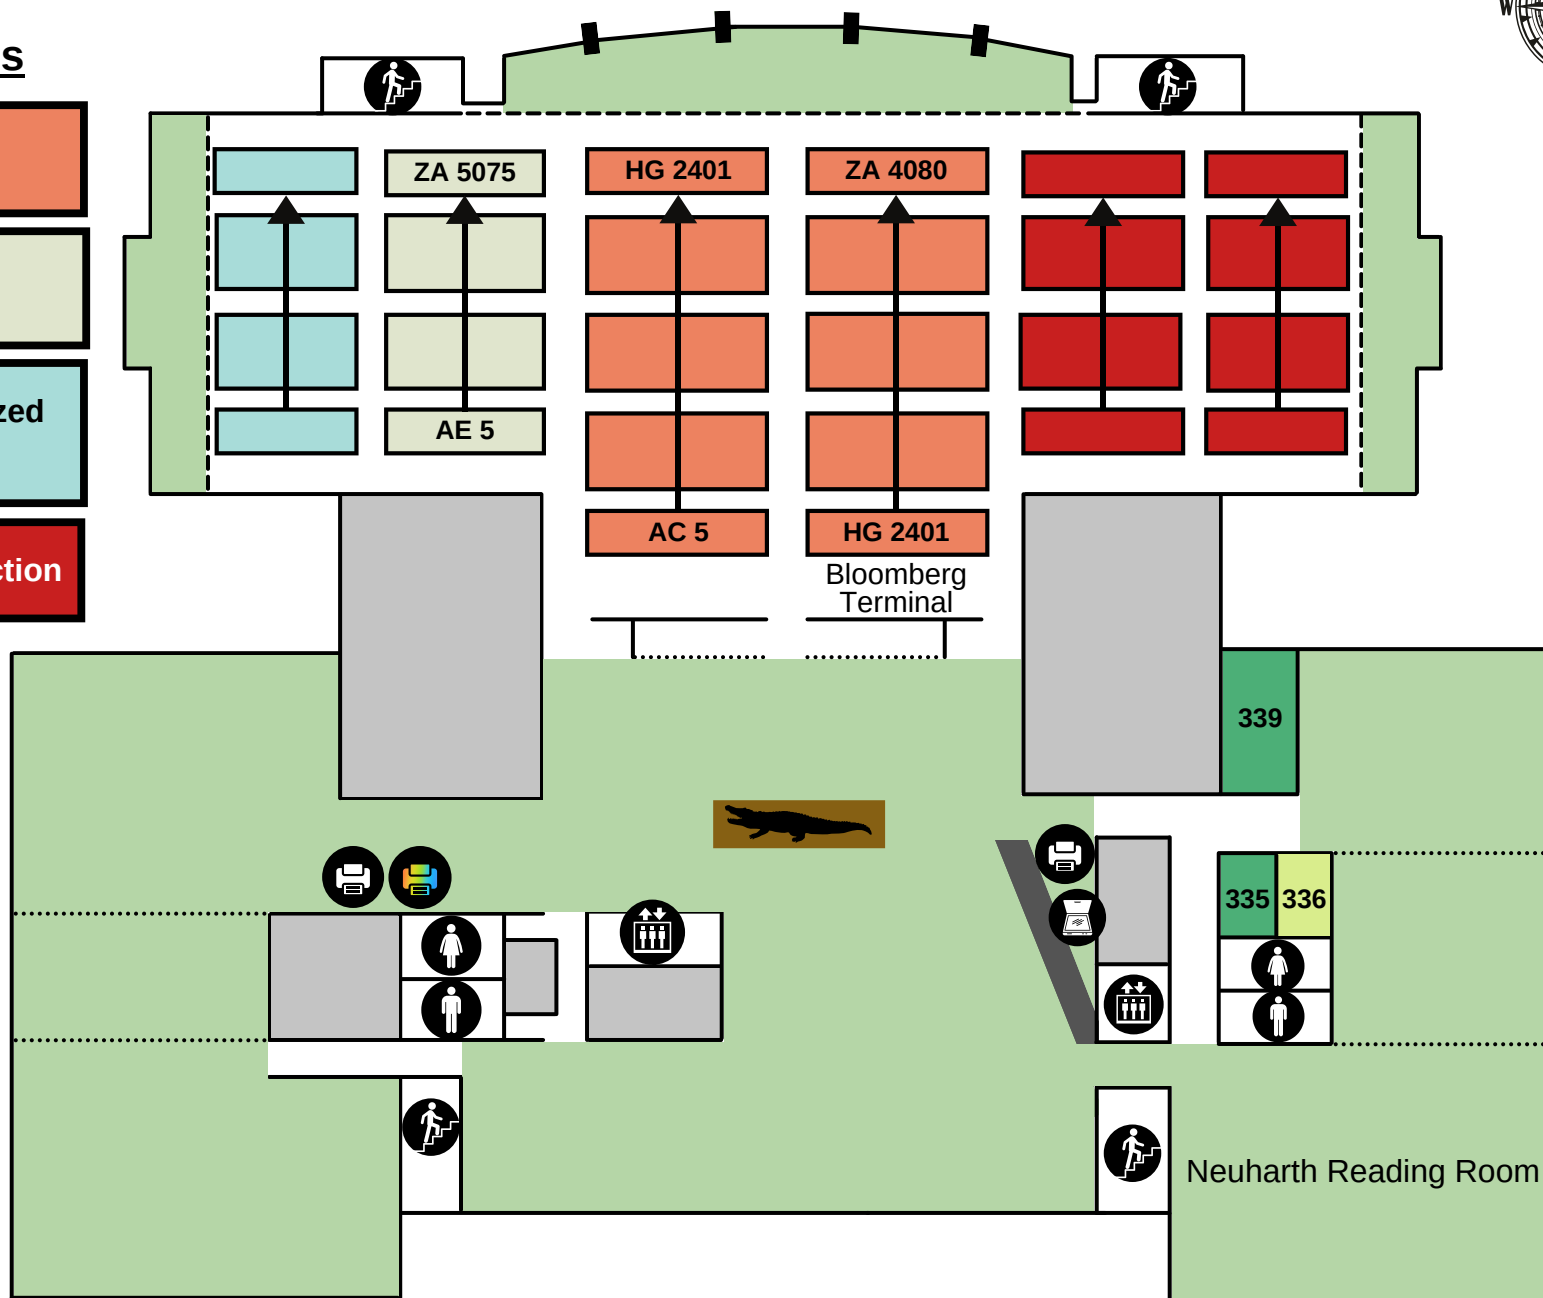 s
W
ZA 5075
HG 2401
ZA 4080
zed
AE 5
AC 5
HG 2401
ction
Bloomberg
Terminal
339
335
336
Neuharth Reading Room